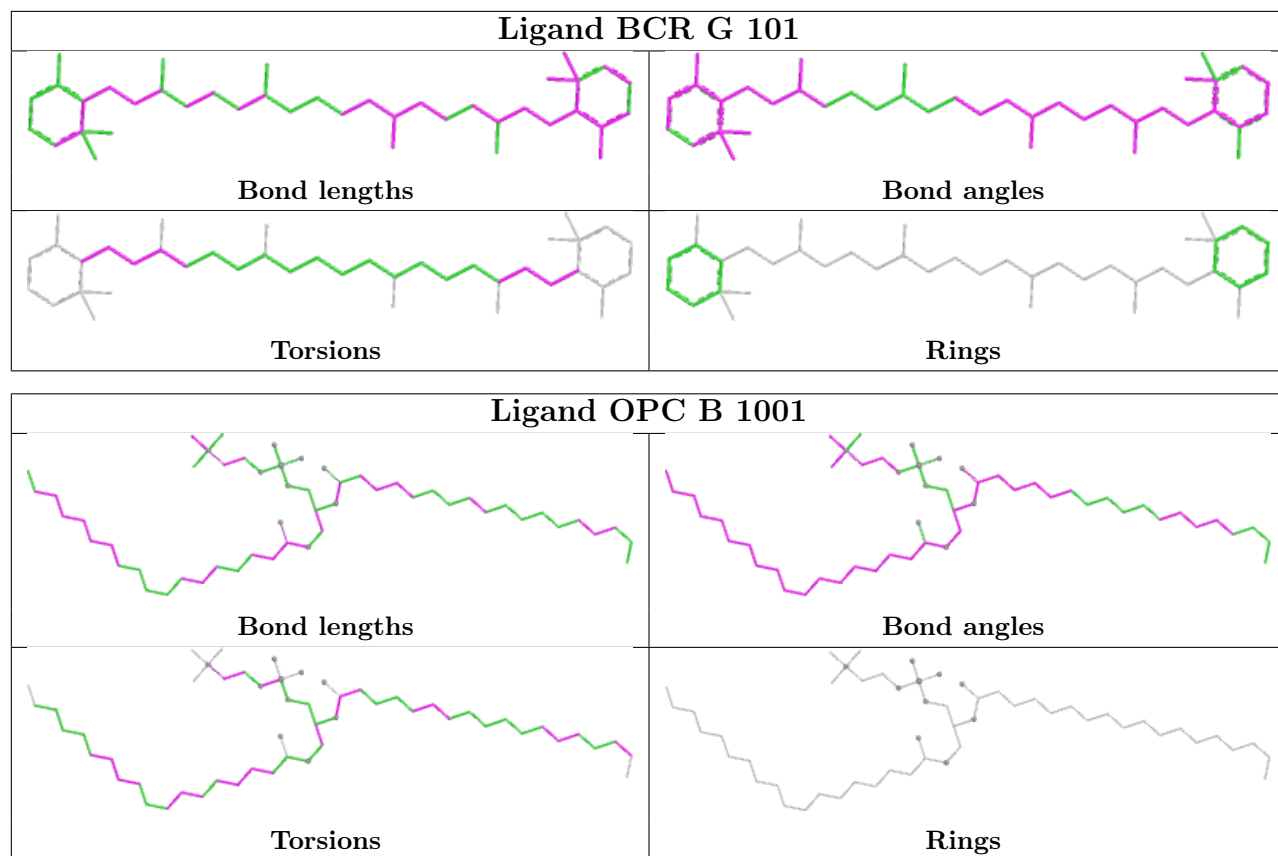 Ligand BCR G 101
Bond lengths
Bond angles
Torsions
Rings
Ligand OPC B 1001
Bond lengths
Bond angles
Torsions
Rings